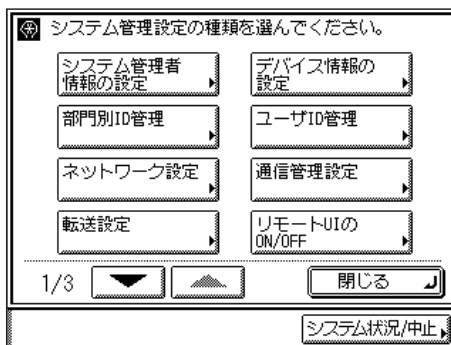 システム管理設定の種類を選んでください。
システム管理者
情報の設定
デバイス情報の
設定
部門別ID管理
ユーザID管理
ネットワーク設定
通信管理設定
転送設定
リモートUIの
ON/OFF
1/3
閉じる
システム状況/中止